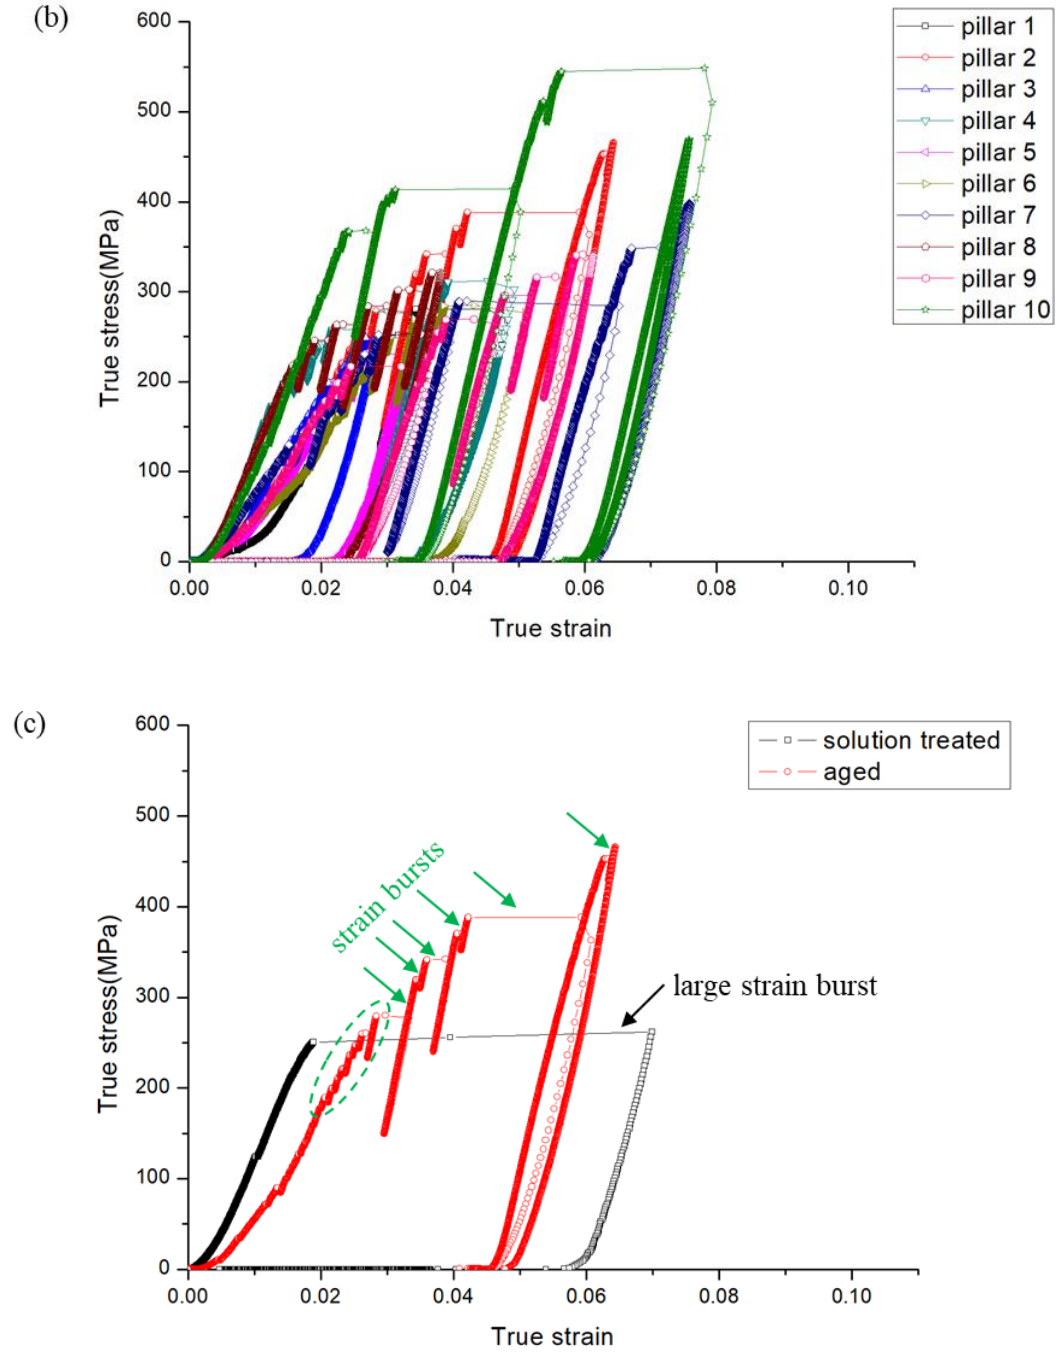 (b)
600
500
400
300
200
100
0
True stress(MPa)
0.00
0.02
0.04
0.06
0.08
0.10
True strain
pillar 1
pillar 2
pillar 3
pillar 4
pillar 5
pillar 6
pillar 7
pillar 8
pillar 9
pillar 10
(c)
600
500
400
300
200
100
0
True stress(MPa)
0.00
0.02
0.04
0.06
0.08
0.10
True strain
solution treated
aged
strain bursts
large strain burst